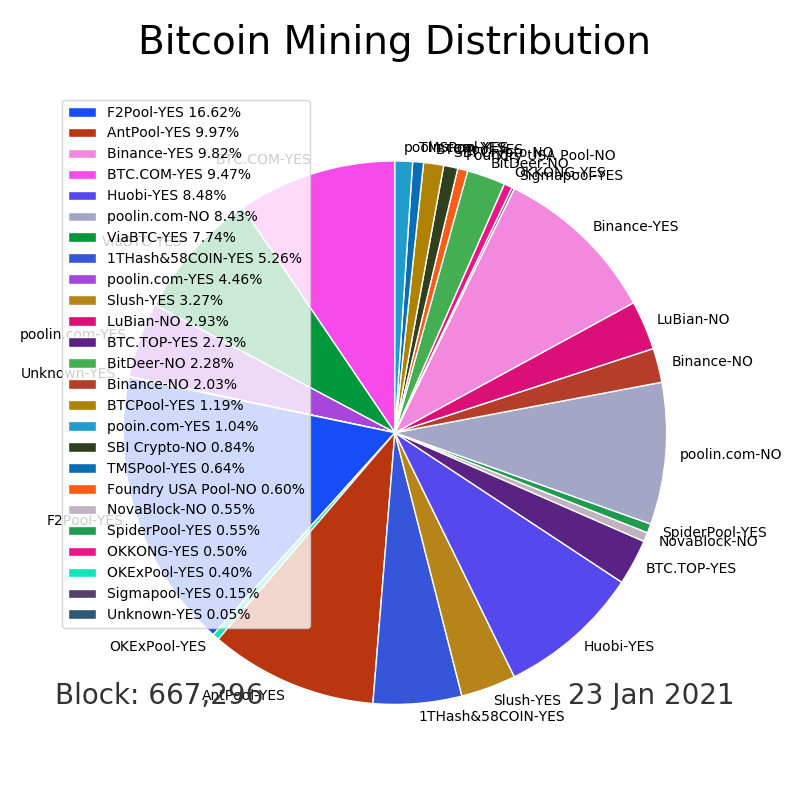 Bitcoin Mining Distribution
F2Pool-YES 16.62%
AntPool-YES 9.97%
Binance-YES 9.82%
BTC.COM-YES 9.47%
Huobi-YES 8.48%
poolin.com-NO 8.43%
ViaBTC-YES 7.74%
1THash&58COIN-YES 5.26%
poolin.com-YES 4.46%
Slush-YES 3.27%
LuBian-NO 2.93%
BTC.TOP-YES 2.73%
BitDeer-NO 2.28%
Binance-NO 2.03%
BTCPool-YES 1.19%
pooin.com-YES 1.04%
SBI Crypto-NO 0.84%
TMSPool-YES 0.64%
Foundry USA Pool-NO 0.60%
NovaBlock-NO 0.55%
SpiderPool-YES 0.55%
OKKONG-YES 0.50%
OKExPool-YES 0.40%
Sigmapool-YES 0.15%
Unknown-YES 0.05%
BTC.COM-YES
ViaBTC-YES
poolin.com-YES
Unknown-YES
F2Pool-YES
OKExPool-YES
AntPool-YES
1THash&58COIN-YES
Slush-YES
Huobi-YES
BTC.TOP-YES
NovaBlock-NO
SpiderPool-YES
poolin.com-NO
Binance-NO
LuBian-NO
Binance-YES
Sigmapool-YES
OKKONG-YES
BitDeer-NO
Foundry USA Pool-NO
Block: 667,296
23 Jan 2021